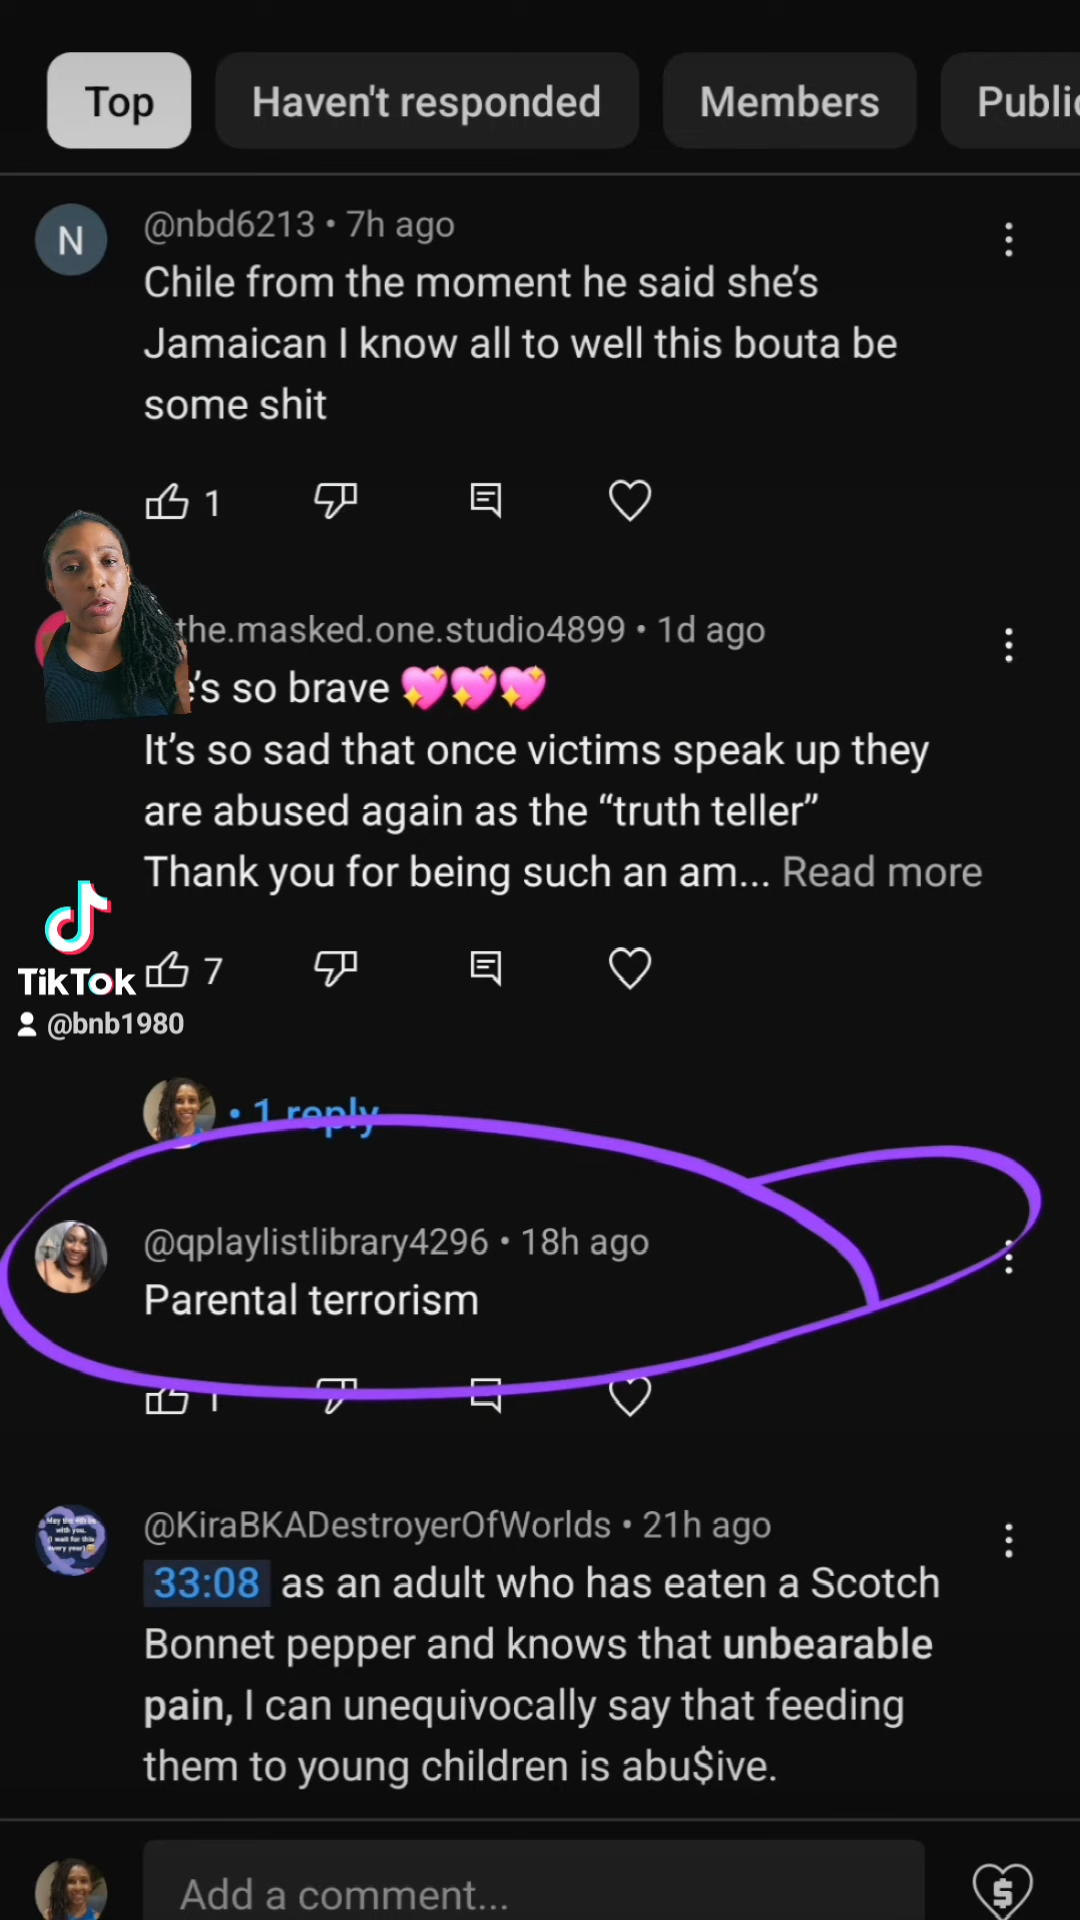 Top
Haven't responded
Members
Public
@nbd6213 • 7h ago
Chile from the moment he said she’s
Jamaican I know all to well this bouta be
some shit
1
the.masked.one.studio4899 • 1d ago
e’s so brave 💖💖💖
It’s so sad that once victims speak up they
are abused again as the “truth teller”
Thank you for being such an am... Read more
7
TikTok
@bnb1980
• 1 reply
@qplaylistlibrary4296 • 18h ago
Parental terrorism
1
@KiraBKADestroyerOfWorlds • 21h ago
33:08 as an adult who has eaten a Scotch
Bonnet pepper and knows that unbearable
pain, I can unequivocally say that feeding
them to young children is abu$ive.
Add a comment...